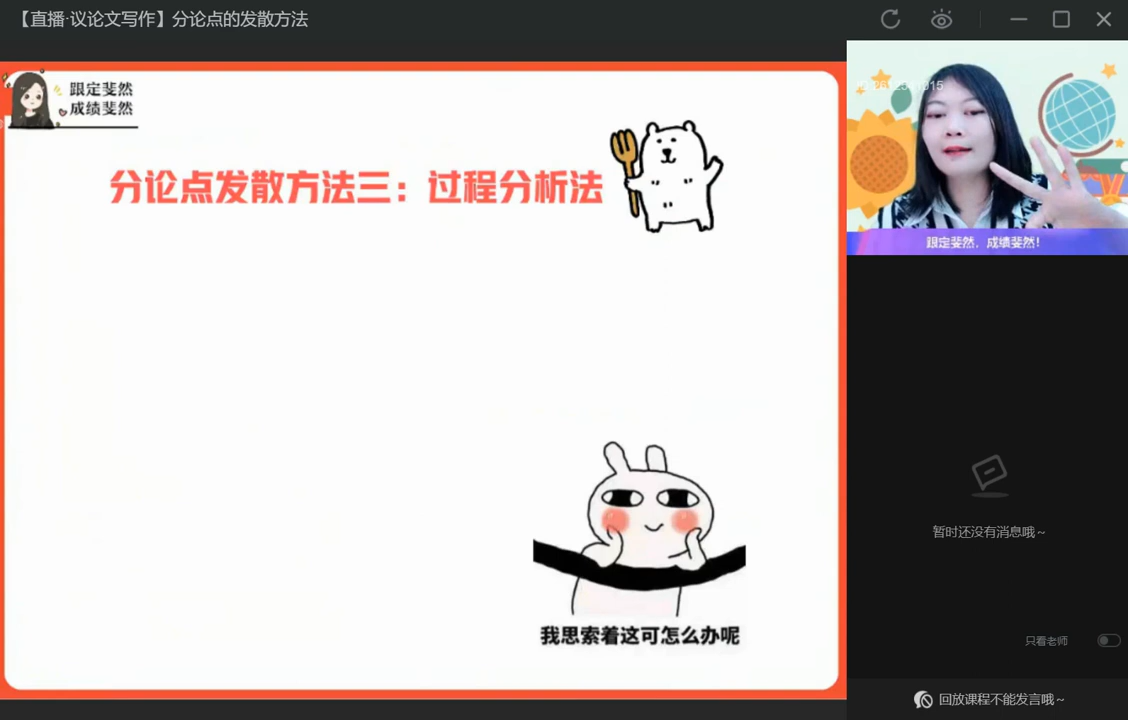 【直播·议论文写作】分论点的发散方法
跟定斐然
成绩斐然
分论点发散方法三：过程分析法
我思索着这可怎么办呢
跟定斐然，成绩斐然！
暂时还没有消息哦~
只看老师
回放课程不能发言哦~